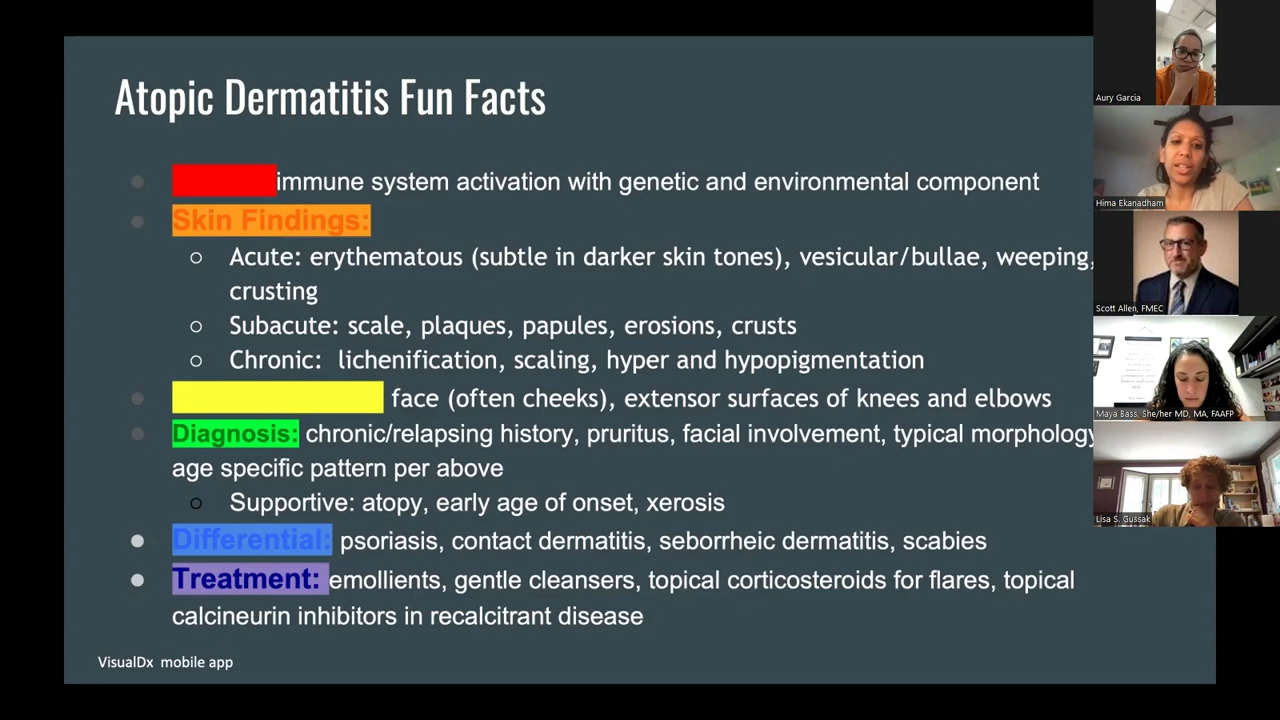 Atopic Dermatitis Fun Facts
immune system activation with genetic and environmental component
Skin Findings:
Acute: erythematous (subtle in darker skin tones), vesicular/bullae, weeping,
crusting
Subacute: scale, plaques, papules, erosions, crusts
Chronic: lichenification, scaling, hyper and hypopigmentation
face (often cheeks), extensor surfaces of knees and elbows
Diagnosis: chronic/relapsing history, pruritus, facial involvement, typical morphology
age specific pattern per above
Supportive: atopy, early age of onset, xerosis
Differential: psoriasis, contact dermatitis, seborrheic dermatitis, scabies
Treatment: emollients, gentle cleansers, topical corticosteroids for flares, topical
calcineurin inhibitors in recalcitrant disease
VisualDx mobile app
Aury Garcia
Hima Ekanadham
Scott Allen, FMEC
Maya Bass, She/her MD, MA, FAAFP
Lisa S. Gussak